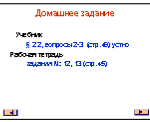 Домашнее задание
Учебник
§ 22, вопросы 2-3 (стр.49) устно
Рабочая тетрадь
задания №: 12, 13 (стр.45)